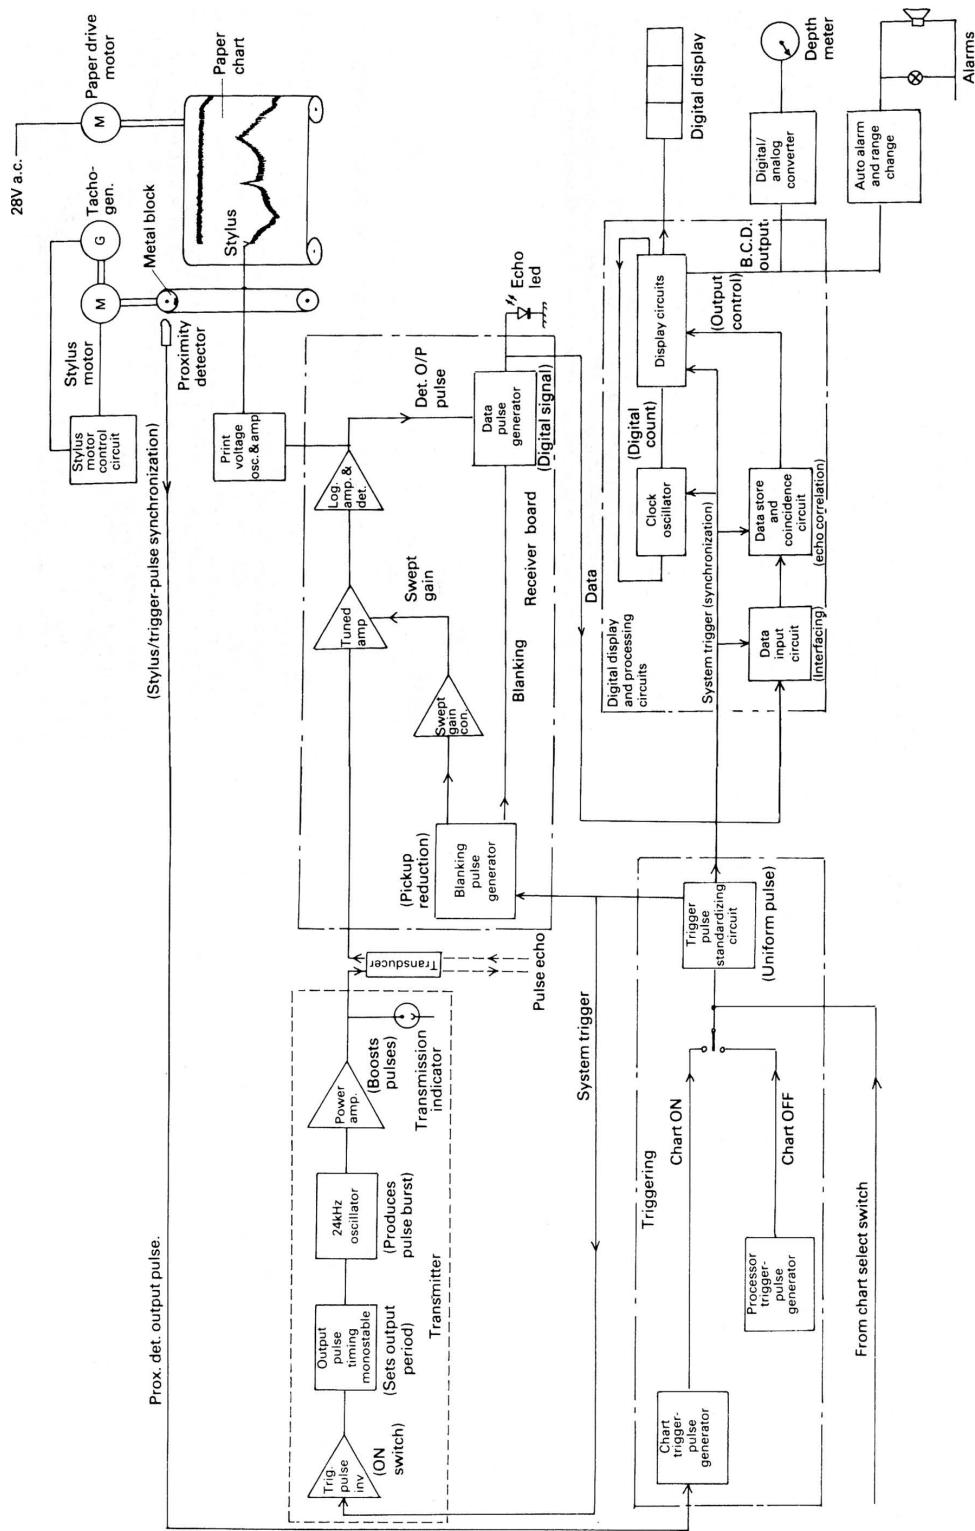 28V a.c.
Paper drive
motor
M
Tacho-
gen.
G
Metal block
Paper
chart
Stylus
Stylus
motor
M
Proximity
detector
Stylus
motor
control
circuit
(Stylus/trigger-pulse synchronization)
Prox. det. output pulse.
Print
voltage
osc. & amp
Log.
amp. &
det.
Det. O/P
pulse
Data
pulse
generator
(Digital signal)
Echo
led
Tuned
amp
Swept
gain
Swept
gain
con.
Blanking
Receiver board
(Pickup
reduction)
Blanking
pulse
generator
Transducer
Pulse echo
Trig.
pulse
inv
(ON
switch)
Output
pulse
timing
monostable
(Sets output
period)
24kHz
oscillator
(Produces
pulse burst)
Power
amp.
(Boosts
pulses)
Transmission
indicator
Transmitter
System trigger
Data
Triggering
Chart
trigger-
pulse
generator
Processor
trigger-
pulse
generator
Chart ON
Chart OFF
From chart select switch
Trigger
pulse
standardizing
circuit
(Uniform pulse)
Digital display
and processing
circuits
System trigger (synchronization)
Data
input
circuit
(Interfacing)
Data store
and
coincidence
circuit
(echo correlation)
Clock
oscillator
(Digital
count)
Display circuits
(Output
control)
B.C.D.
output
Digital display
Digital/
analog
converter
Depth
meter
Auto alarm
and range
change
Alarms